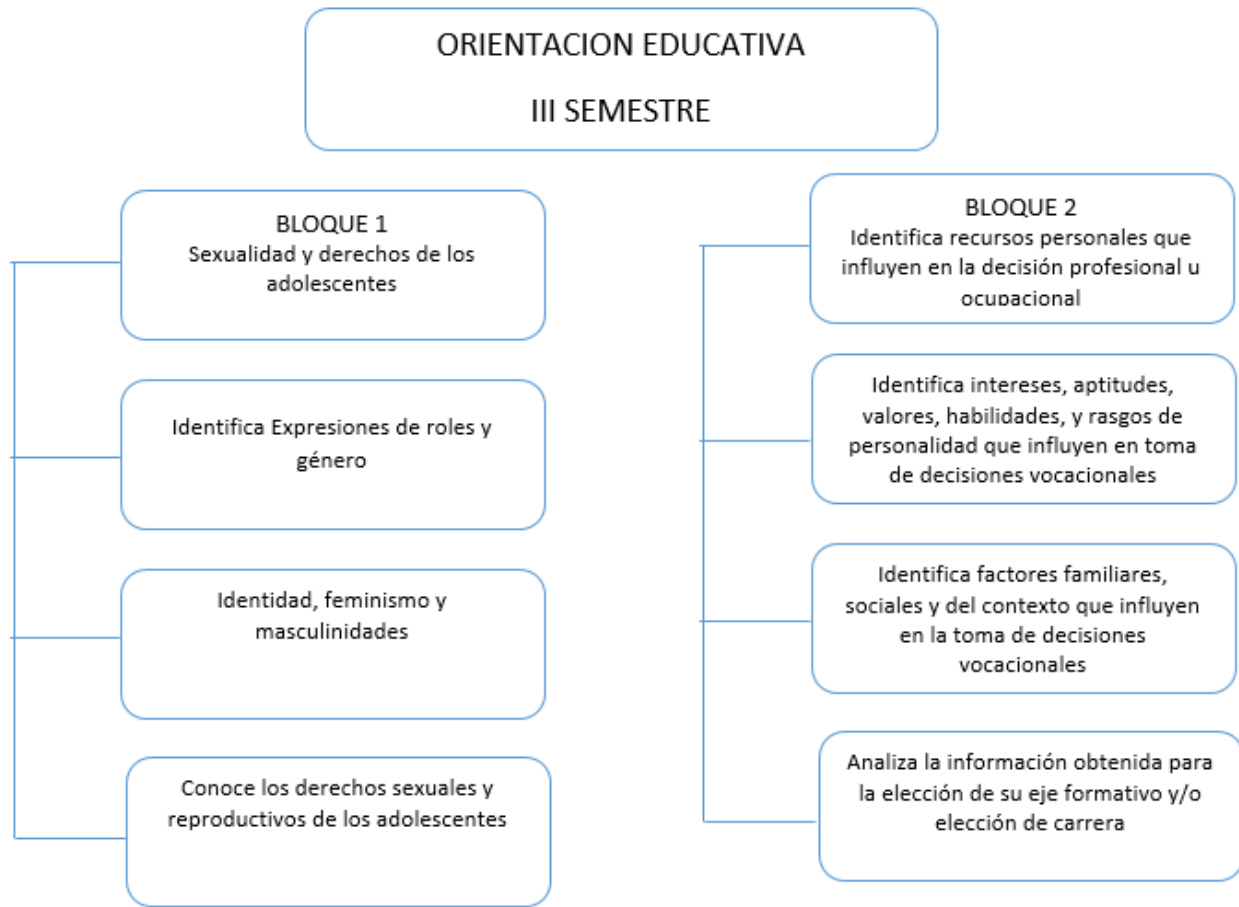 ORIENTACION EDUCATIVA
III SEMESTRE
BLOQUE 1
Sexualidad y derechos de los
adolescentes
Identifica Expresiones de roles y
género
Identidad, feminismo y
masculinidades
Conoce los derechos sexuales y
reproductivos de los adolescentes
BLOQUE 2
Identifica recursos personales que
influyen en la decisión profesional u
ocupacional
Identifica intereses, aptitudes,
valores, habilidades, y rasgos de
personalidad que influyen en toma
de decisiones vocacionales
Identifica factores familiares,
sociales y del contexto que influyen
en la toma de decisiones
vocacionales
Analiza la información obtenida para
la elección de su eje formativo y/o
elección de carrera